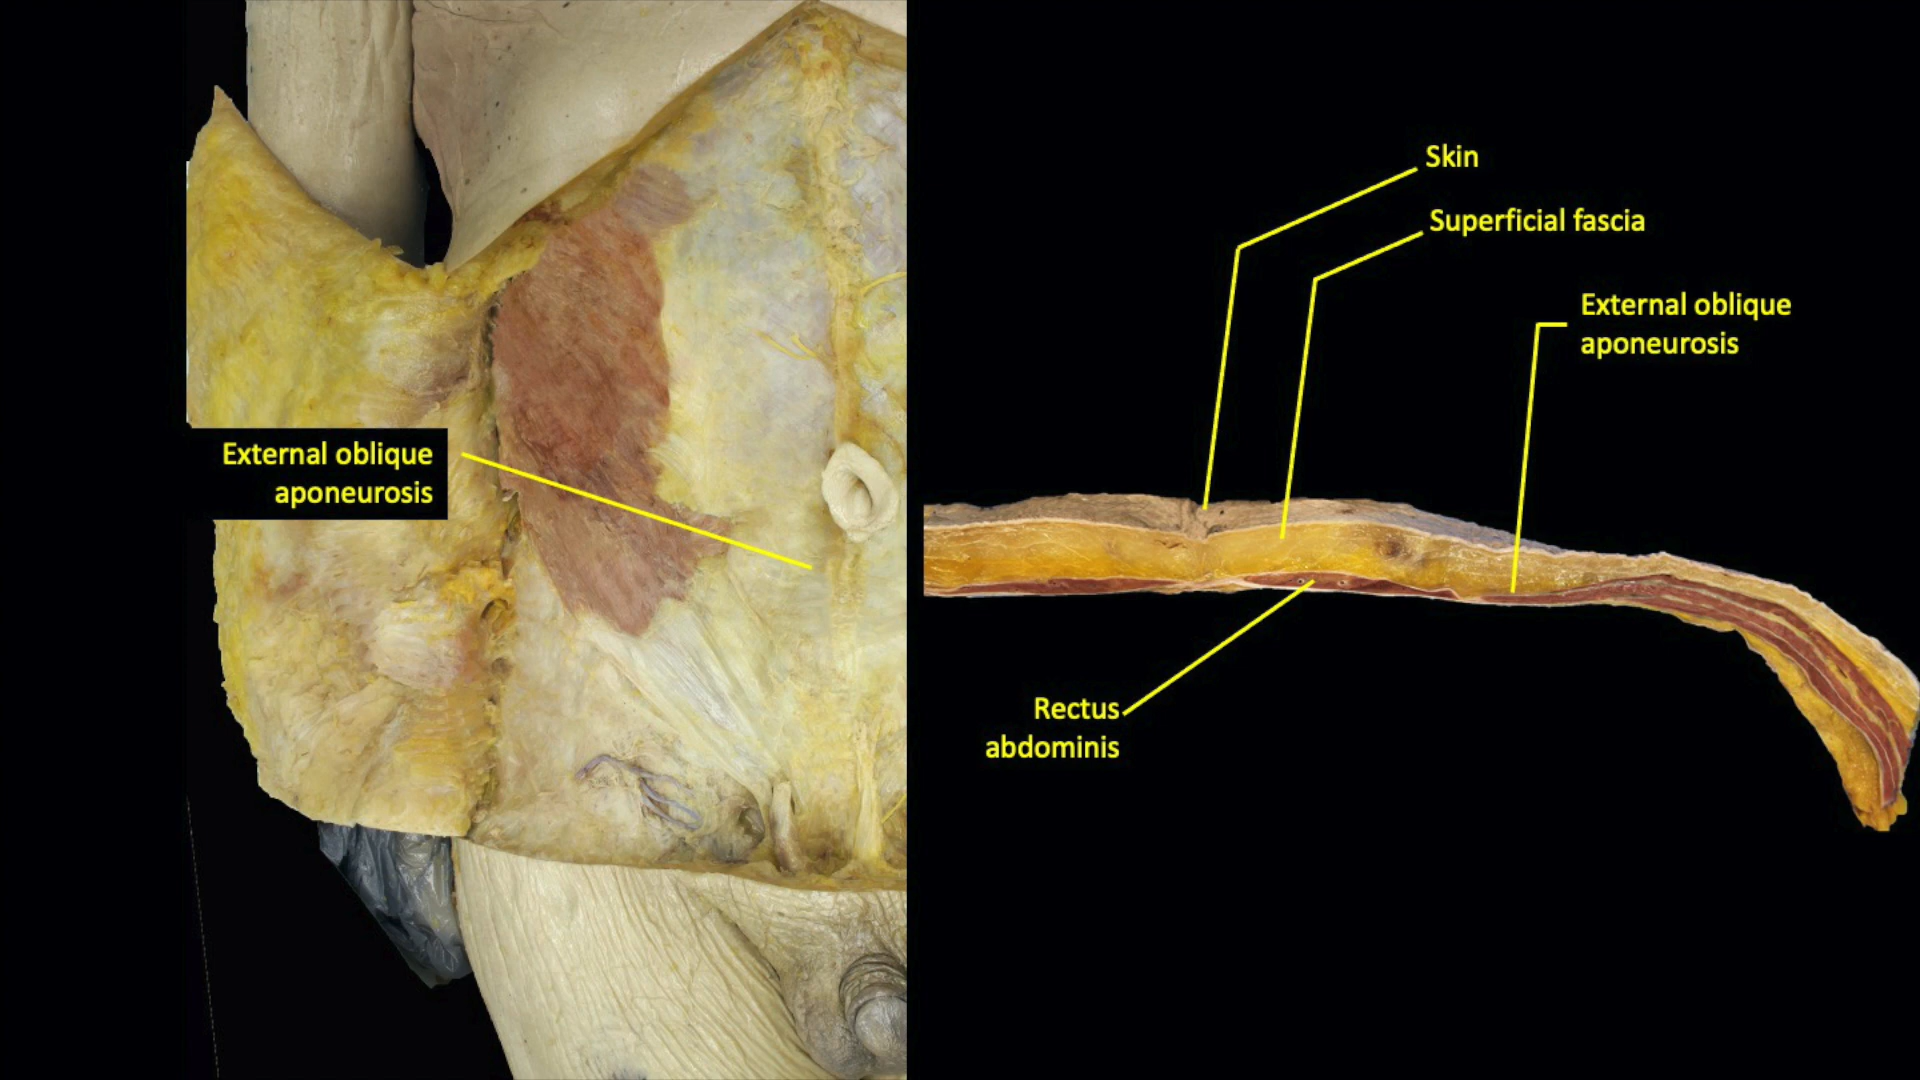 External oblique
aponeurosis
Skin
Superficial fascia
External oblique
aponeurosis
Rectus
abdominis